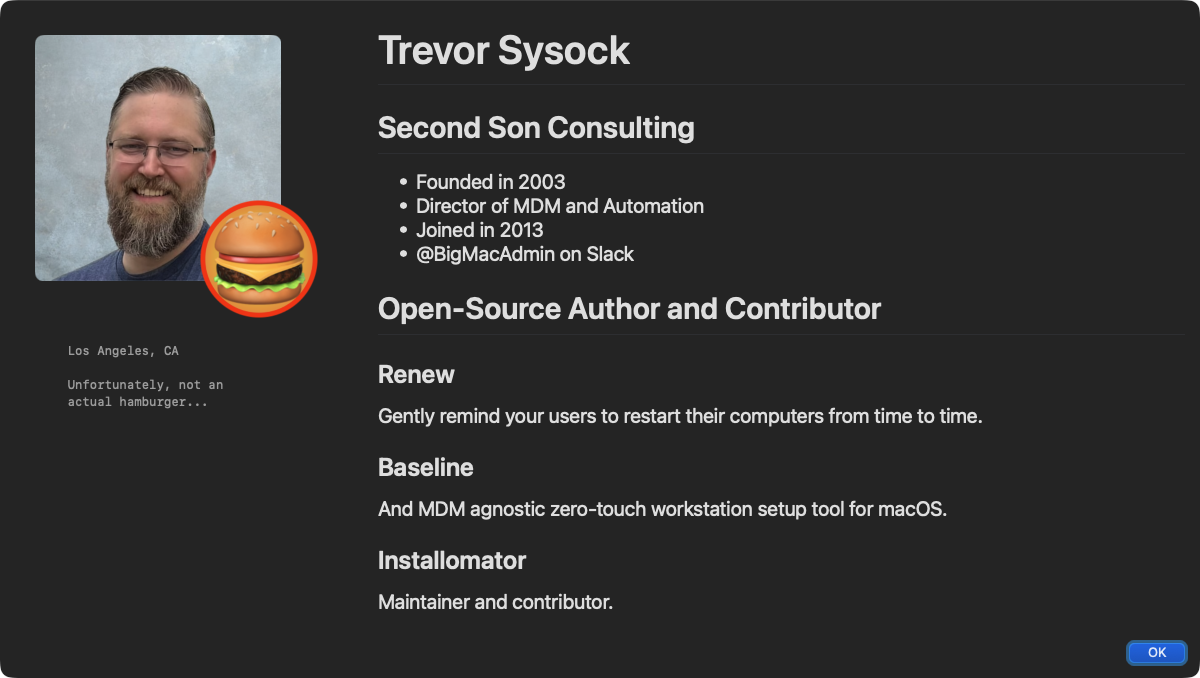 Trevor Sysock
Second Son Consulting
• Founded in 2003
• Director of MDM and Automation
• Joined in 2013
• @BigMacAdmin on Slack
Open-Source Author and Contributor
Renew
Gently remind your users to restart their computers from time to time.
Baseline
And MDM agnostic zero-touch workstation setup tool for macOS.
Installomator
Maintainer and contributor.
Los Angeles, CA
Unfortunately, not an
actual hamburger...
OK